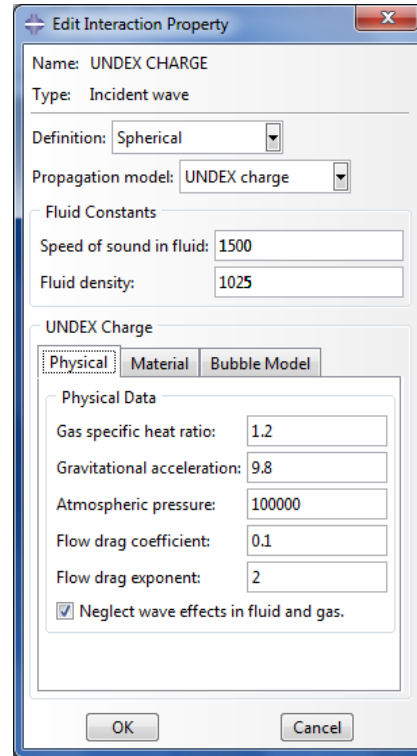 Edit Interaction Property
Name: UNDEX CHARGE
Type: Incident wave
Definition: Spherical
Propagation model: UNDEX charge
Fluid Constants
Speed of sound in fluid: 1500
Fluid density: 1025
UNDEX Charge
Physical Material Bubble Model
Physical Data
Gas specific heat ratio: 1.2
Gravitational acceleration: 9.8
Atmospheric pressure: 100000
Flow drag coefficient: 0.1
Flow drag exponent: 2
Neglect wave effects in fluid and gas.
OK Cancel